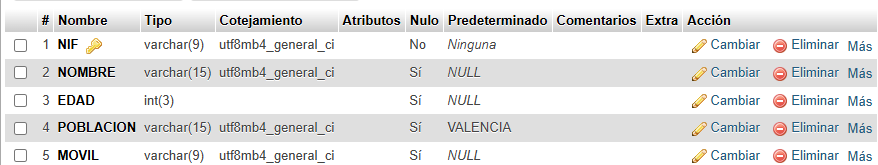 # Nombre Tipo Cotejamiento Atributos Nulo Predeterminado Comentarios Extra Acción
1 NIF varchar(9) utf8mb4_general_ci No Ninguna Cambiar Eliminar Más
2 NOMBRE varchar(15) utf8mb4_general_ci Sí NULL Cambiar Eliminar Más
3 EDAD int(3) Sí NULL Cambiar Eliminar Más
4 POBLACION varchar(15) utf8mb4_general_ci Sí VALENCIA Cambiar Eliminar Más
5 MOVIL varchar(9) utf8mb4_general_ci Sí NULL Cambiar Eliminar Más